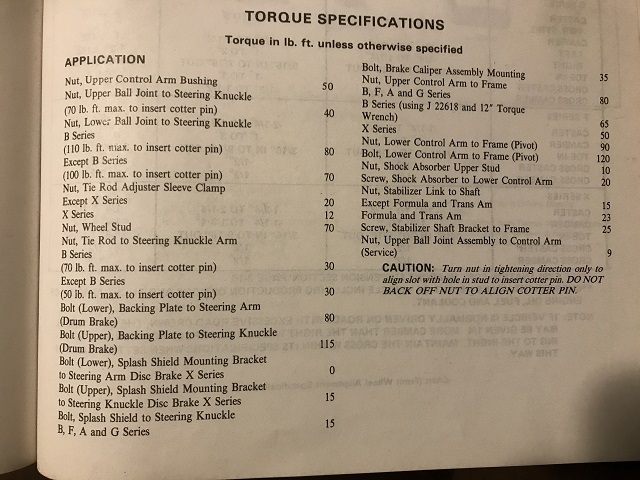 TORQUE SPECIFICATIONS
Torque in lb. ft. unless otherwise specified
APPLICATION
Nut, Upper Control Arm Bushing 50
Nut, Upper Ball Joint to Steering Knuckle
(70 lb. ft. max. to insert cotter pin) 40
Nut, Lower Ball Joint to Steering Knuckle
B Series
(110 lb. ft. max. to insert cotter pin) 80
Except B Series
(100 lb. ft. max. to insert cotter pin) 70
Nut, Tie Rod Adjuster Sleeve Clamp
Except X Series 20
X Series 12
Nut, Wheel Stud 70
Nut, Tie Rod to Steering Knuckle Arm
B Series
(70 lb. ft. max. to insert cotter pin) 30
Except B Series
(50 lb. ft. max. to insert cotter pin) 30
Bolt (Lower), Backing Plate to Steering Arm
(Drum Brake) 80
Bolt (Upper), Backing Plate to Steering Knuckle
(Drum Brake) 115
Bolt (Lower), Splash Shield Mounting Bracket
to Steering Arm Disc Brake X Series 0
Bolt (Upper), Splash Shield Mounting Bracket
to Steering Knuckle Disc Brake X Series 15
Bolt, Splash Shield to Steering Knuckle
B, F, A and G Series 15
Bolt, Brake Caliper Assembly Mounting 35
Nut, Upper Control Arm to Frame
B, F, A and G Series 80
B Series (using J 22618 and 12" Torque
Wrench) 65
X Series 50
Nut, Lower Control Arm to Frame (Pivot) 90
Bolt, Lower Control Arm to Frame (Pivot) 120
Nut, Shock Absorber Upper Stud 10
Screw, Shock Absorber to Lower Control Arm 20
Nut, Stabilizer Link to Shaft
Except Formula and Trans Am 15
Formula and Trans Am 23
Screw, Stabilizer Shaft Bracket to Frame 25
Nut, Upper Ball Joint Assembly to Control Arm
(Service) 9
CAUTION: Turn nut in tightening direction only to
align slot with hole in stud to insert cotter pin. DO NOT
BACK OFF NUT TO ALIGN COTTER PIN.